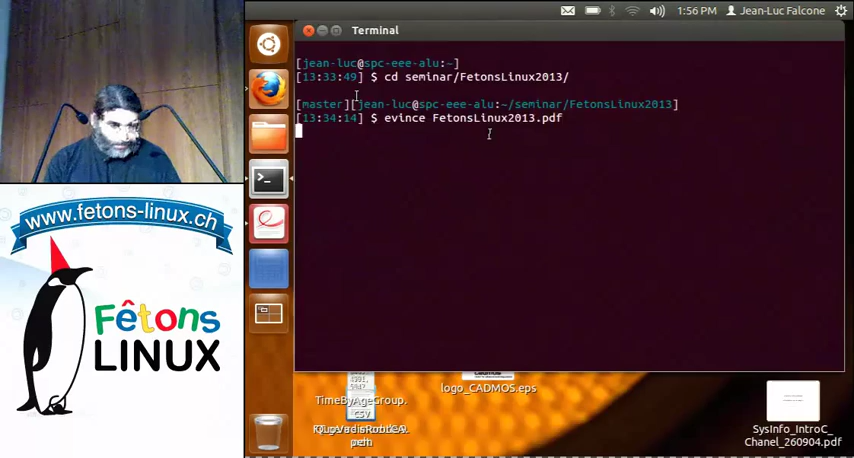 1:56 PM Jean-Luc Falcone
Terminal
[jean-luc@spc-eee-alu:~]
[13:33:49] $ cd seminar/FetonsLinux2013/
[master][jean-luc@spc-eee-alu:~/seminar/FetonsLinux2013]
[13:34:14] $ evince FetonsLinux2013.pdf
www.fetons-linux.ch
Fêtons
LINUX
logo_CADMOS.eps
TimeByAgeGroup.
csv
SysInfo_IntroC_
Chanel_260904.pdf